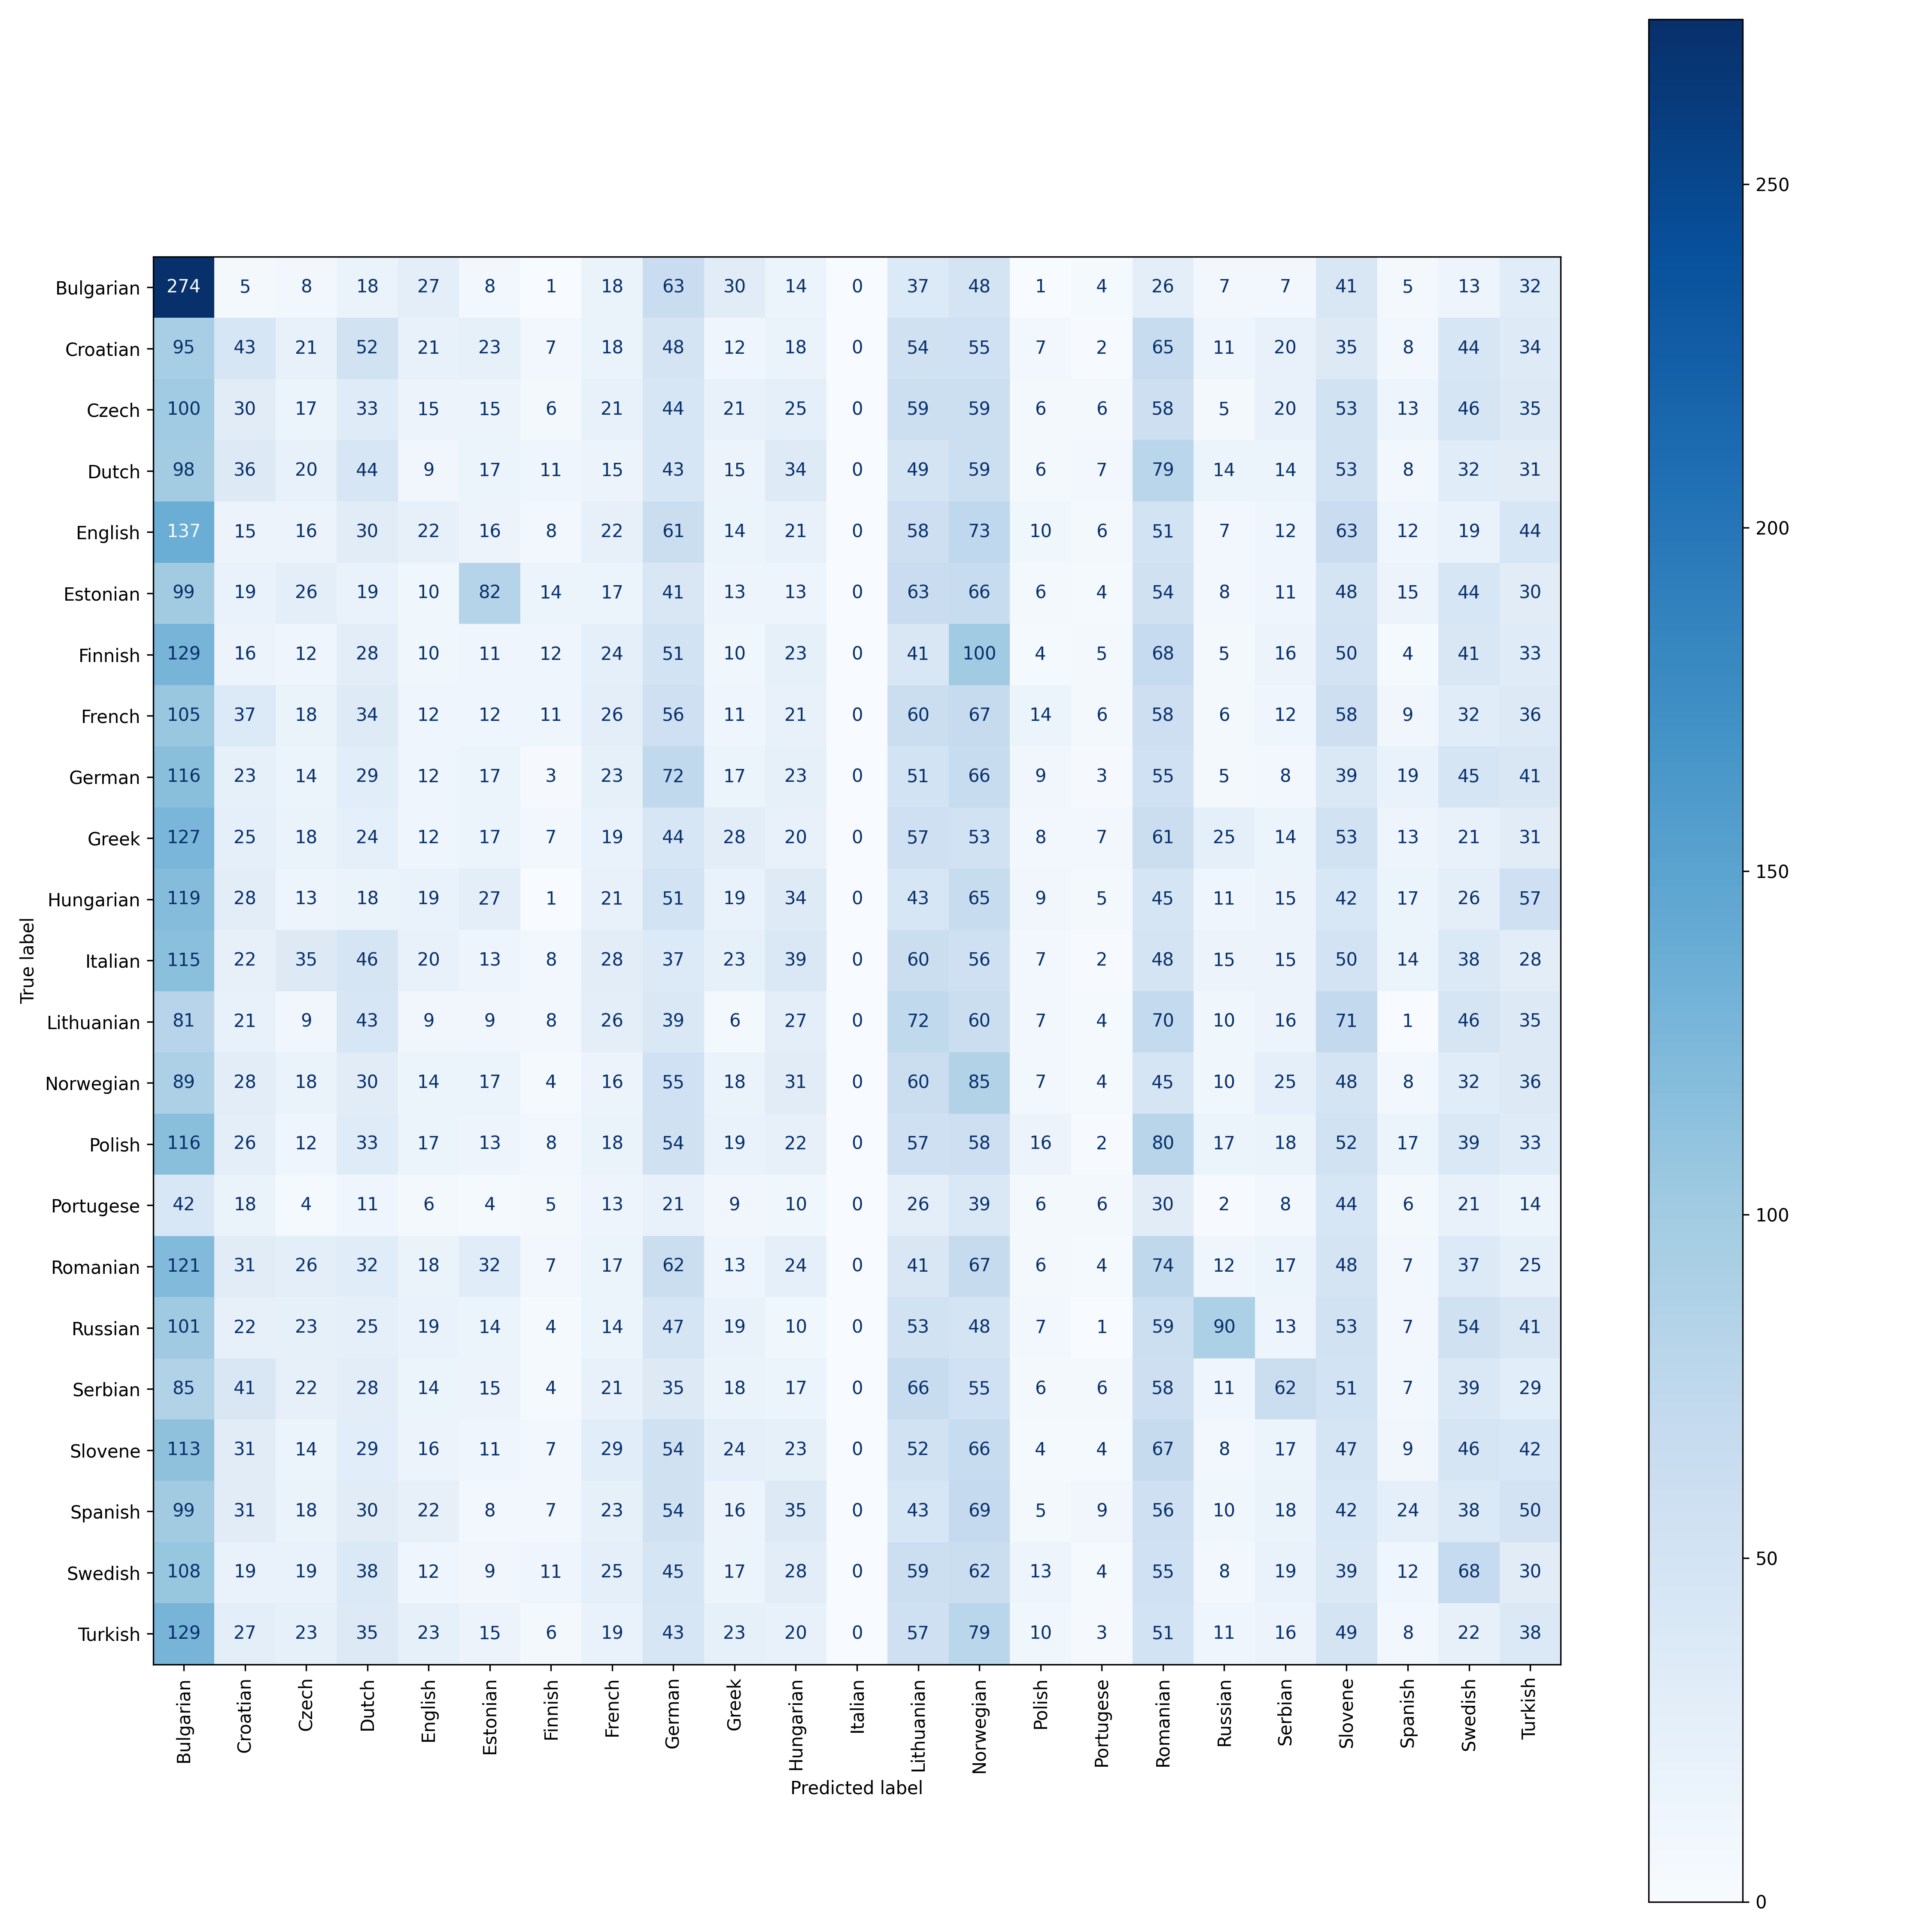 Bulgarian 274 5 8 18 27 8 1 18 63 30 14 0 37 48 1 4 26 7 7 41 5 13 32
Croatian 95 43 21 52 21 23 7 18 48 12 18 0 54 55 7 2 65 11 20 35 8 44 34
Czech 100 30 17 33 15 15 6 21 44 21 25 0 59 59 6 6 58 5 20 53 13 46 35
Dutch 98 36 20 44 9 17 11 15 43 15 34 0 49 59 6 7 79 14 14 53 8 32 31
English 137 15 16 30 22 16 8 22 61 14 21 0 58 73 10 6 51 7 12 63 12 19 44
Estonian 99 19 26 19 10 82 14 17 41 13 13 0 63 66 6 4 54 8 11 48 15 44 30
Finnish 129 16 12 28 10 11 12 24 51 10 23 0 41 100 4 5 68 5 16 50 4 41 33
French 105 37 18 34 12 12 11 26 56 11 21 0 60 67 14 6 58 6 12 58 9 32 36
German 116 23 14 29 12 17 3 23 72 17 23 0 51 66 9 3 55 5 8 39 19 45 41
Greek 127 25 18 24 12 17 7 19 44 28 20 0 57 53 8 7 61 25 14 53 13 21 31
Hungarian 119 28 13 18 19 27 1 21 51 19 34 0 43 65 9 5 45 11 15 42 17 26 57
Italian 115 22 35 46 20 13 8 28 37 23 39 0 60 56 7 2 48 15 15 50 14 38 28
Lithuanian 81 21 9 43 9 9 8 26 39 6 27 0 72 60 7 4 70 10 16 71 1 46 35
Norwegian 89 28 18 30 14 17 4 16 55 18 31 0 60 85 7 4 45 10 25 48 8 32 36
Polish 116 26 12 33 17 13 8 18 54 19 22 0 57 58 16 2 80 17 18 52 17 39 33
Portugese 42 18 4 11 6 4 5 13 21 9 10 0 26 39 6 6 30 2 8 44 6 21 14
Romanian 121 31 26 32 18 32 7 17 62 13 24 0 41 67 6 4 74 12 17 48 7 37 25
Russian 101 22 23 25 19 14 4 14 47 19 10 0 53 48 7 1 59 90 13 53 7 54 41
Serbian 85 41 22 28 14 15 4 21 35 18 17 0 66 55 6 6 58 11 62 51 7 39 29
Slovene 113 31 14 29 16 11 7 29 54 24 23 0 52 66 4 4 67 8 17 47 9 46 42
Spanish 99 31 18 30 22 8 7 23 54 16 35 0 43 69 5 9 56 10 18 42 24 38 50
Swedish 108 19 19 38 12 9 11 25 45 17 28 0 59 62 13 4 55 8 19 39 12 68 30
Turkish 129 27 23 35 23 15 6 19 43 23 20 0 57 79 10 3 51 11 16 49 8 22 38
True label
Bulgarian Croatian Czech Dutch English Estonian Finnish French German Greek Hungarian Italian Lithuanian Norwegian Polish Portugese Romanian Russian Serbian Slovene Spanish Swedish Turkish
Predicted label
250
200
150
100
50
0